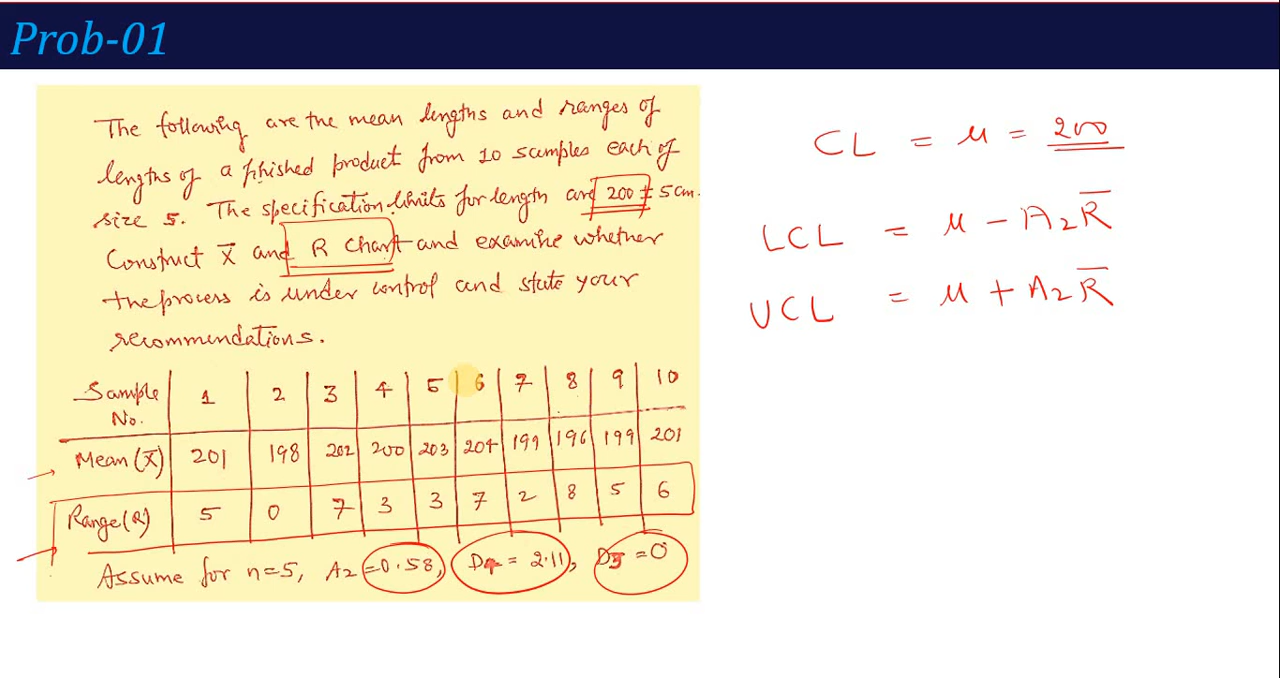 Prob-01
The following are the mean lengths and ranges of
lengths of a finished product from 10 samples each of
size 5. The specification limits for length are 200 ± 5 cm.
Construct X̅ and R Chart and examine whether
the process is under control and state your
recommendations.
Sample No. 1 2 3 4 5 6 7 8 9 10
Mean (X̅) 201 198 202 200 203 204 199 196 199 201
Range (R) 5 0 7 3 3 7 2 8 5 6
Assume for n=5, A₂ =0.58, D₄ = 2.11, D₃ =0
CL = μ = 200
LCL = μ - A₂R̅
UCL = μ + A₂R̅